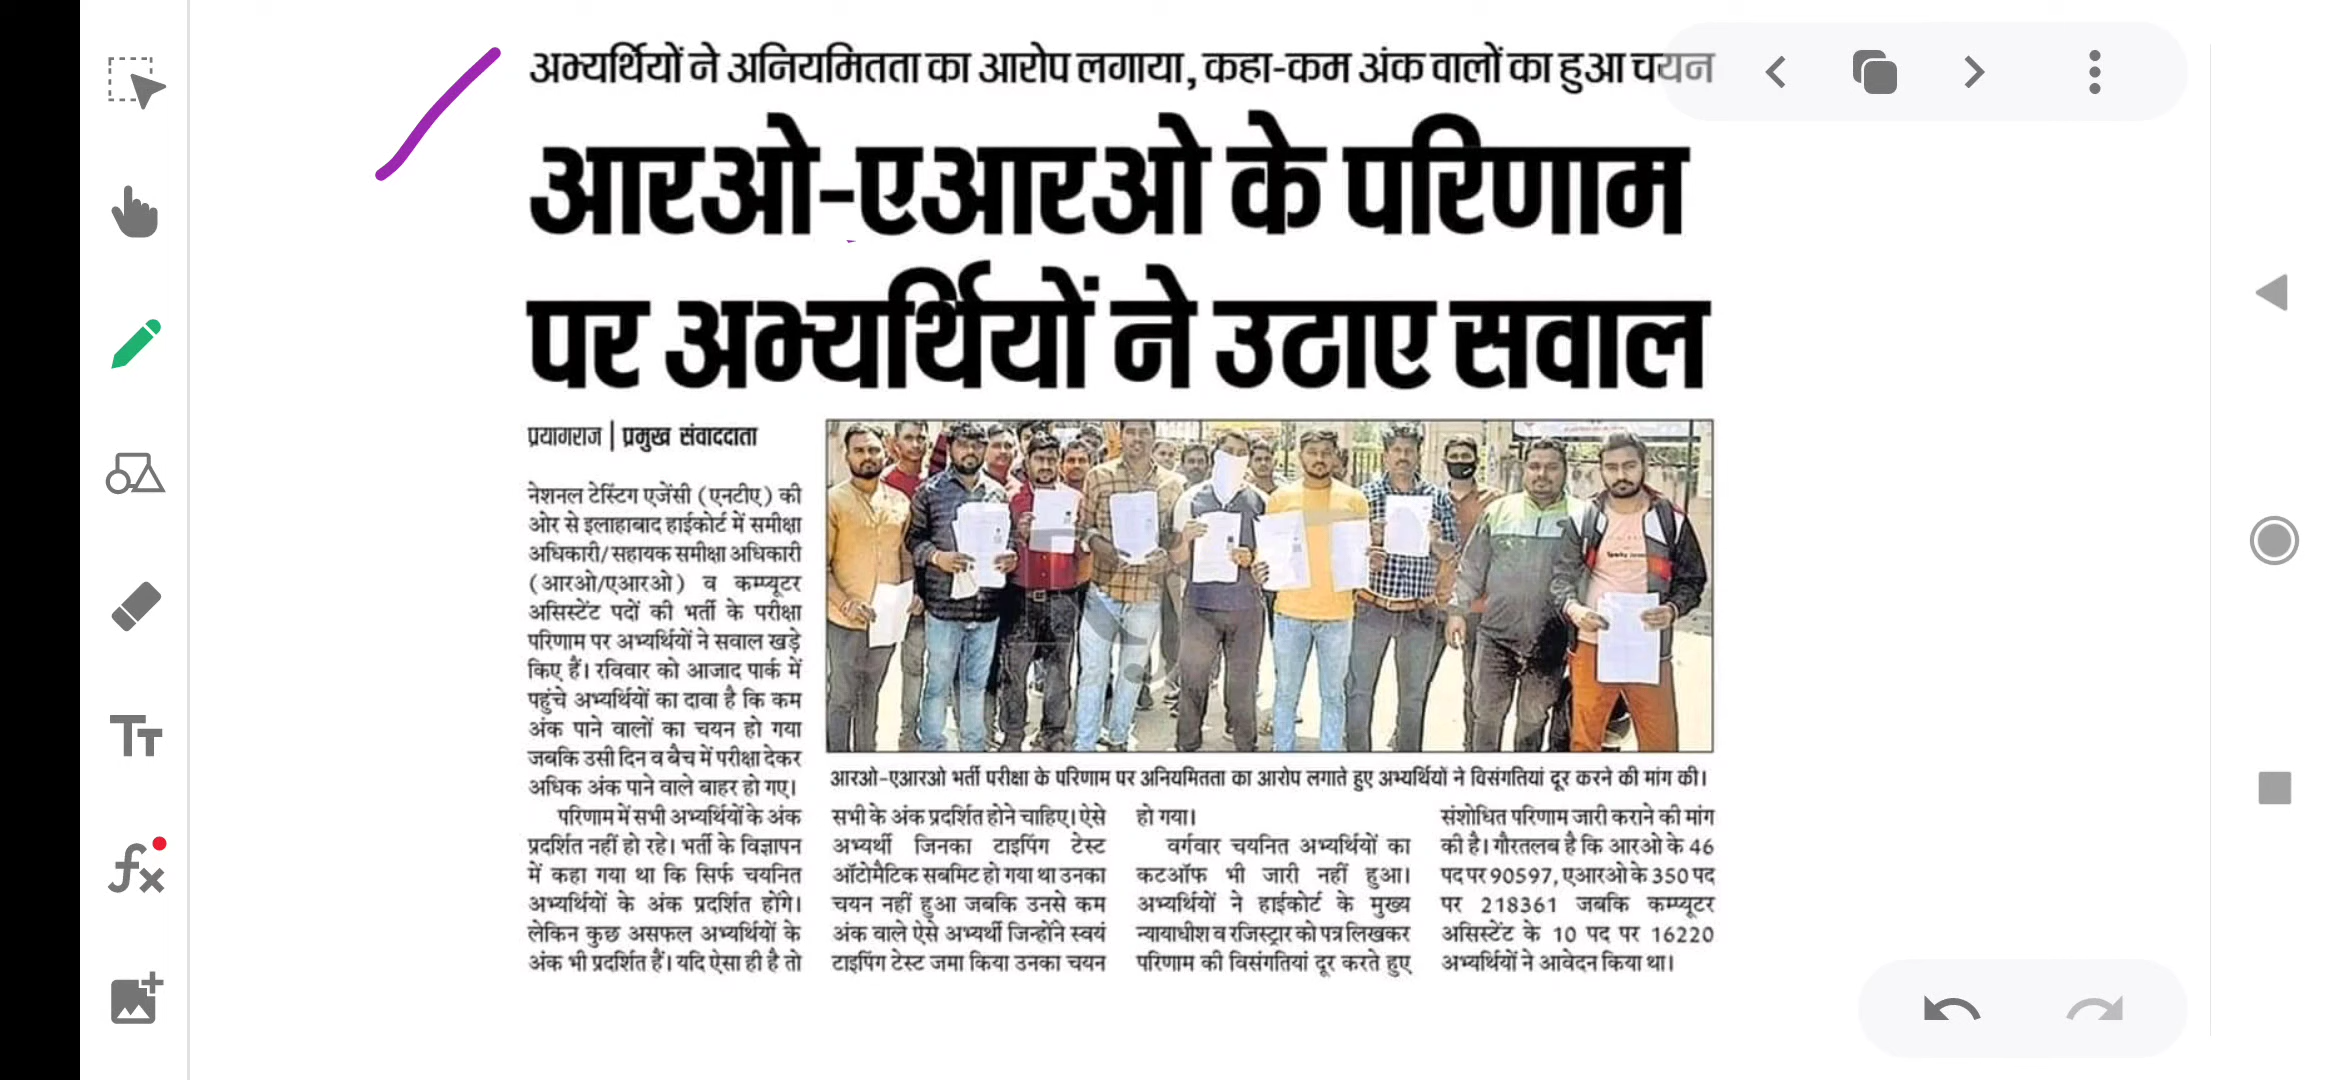 अभ्यर्थियों ने अनियमितता का आरोप लगाया, कहा-कम अंक वालों का हुआ चयन
आरओ-एआरओ के परिणाम
पर अभ्यर्थियों ने उठाए सवाल
प्रयागराज | प्रमुख संवाददाता
नेशनल टेस्टिंग एजेंसी (एनटीए) की
ओर से इलाहाबाद हाईकोर्ट में समीक्षा
अधिकारी/सहायक समीक्षा अधिकारी
(आरओ/एआरओ) व कम्प्यूटर
असिस्टेंट पदों की भर्ती के परीक्षा
परिणाम पर अभ्यर्थियों ने सवाल खड़े
किए हैं। रविवार को आजाद पार्क में
पहुंचे अभ्यर्थियों का दावा है कि कम
अंक पाने वालों का चयन हो गया
जबकि उसी दिन व बैच में परीक्षा देकर
अधिक अंक पाने वाले बाहर हो गए।
परिणाम में सभी अभ्यर्थियों के अंक
प्रदर्शित नहीं हो रहे। भर्ती के विज्ञापन
में कहा गया था कि सिर्फ चयनित
अभ्यर्थियों के अंक प्रदर्शित होंगे।
लेकिन कुछ असफल अभ्यर्थियों के
अंक भी प्रदर्शित हैं। यदि ऐसा ही है तो
आरओ-एआरओ भर्ती परीक्षा के परिणाम पर अनियमितता का आरोप लगाते हुए अभ्यर्थियों ने विसंगतियां दूर करने की मांग की।
सभी के अंक प्रदर्शित होने चाहिए। ऐसे
अभ्यर्थी जिनका टाइपिंग टेस्ट
ऑटोमैटिक सबमिट हो गया था उनका
चयन नहीं हुआ जबकि उनसे कम
अंक वाले ऐसे अभ्यर्थी जिन्होंने स्वयं
टाइपिंग टेस्ट जमा किया उनका चयन
हो गया।
वर्गवार चयनित अभ्यर्थियों का
कटऑफ भी जारी नहीं हुआ।
अभ्यर्थियों ने हाईकोर्ट के मुख्य
न्यायाधीश व रजिस्ट्रार को पत्र लिखकर
परिणाम की विसंगतियां दूर करते हुए
संशोधित परिणाम जारी कराने की मांग
की है। गौरतलब है कि आरओ के 46
पद पर 90597, एआरओ के 350 पद
पर 218361 जबकि कम्प्यूटर
असिस्टेंट के 10 पद पर 16220
अभ्यर्थियों ने आवेदन किया था।
Tт
fx